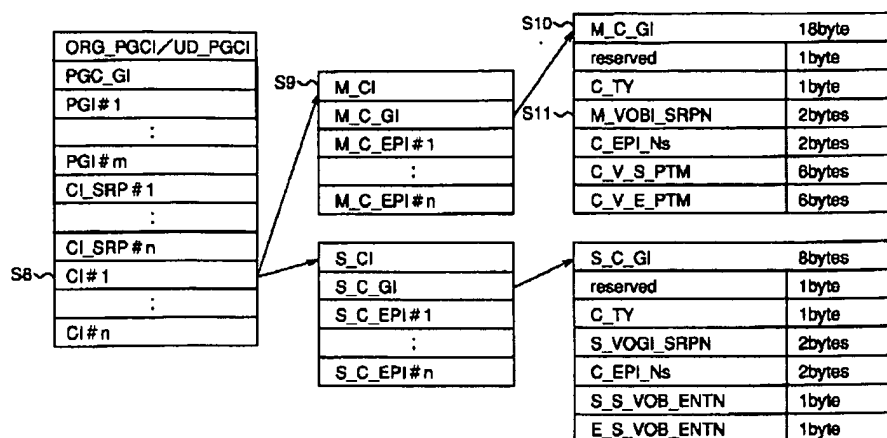 ORG_PGCI/UD_PGCI
PGC_GI
PGI#1
:
PGI#m
CI_SRP#1
:
CI_SRP#n
S8 CI#1
:
CI#n
S9 M_CI
M_C_GI
M_C_EPI#1
:
M_C_EPI#n
S_CI
S_C_GI
S_C_EPI#1
:
S_C_EPI#n
S10 M_C_GI 18byte
reserved 1byte
C_TY 1byte
S11 M_VOBI_SRPN 2bytes
C_EPI_Ns 2bytes
C_V_S_PTM 6bytes
C_V_E_PTM 6bytes
S_C_GI 8bytes
reserved 1byte
C_TY 1byte
S_VOGI_SRPN 2bytes
C_EPI_Ns 2bytes
S_S_VOB_ENTN 1byte
E_S_VOB_ENTN 1byte